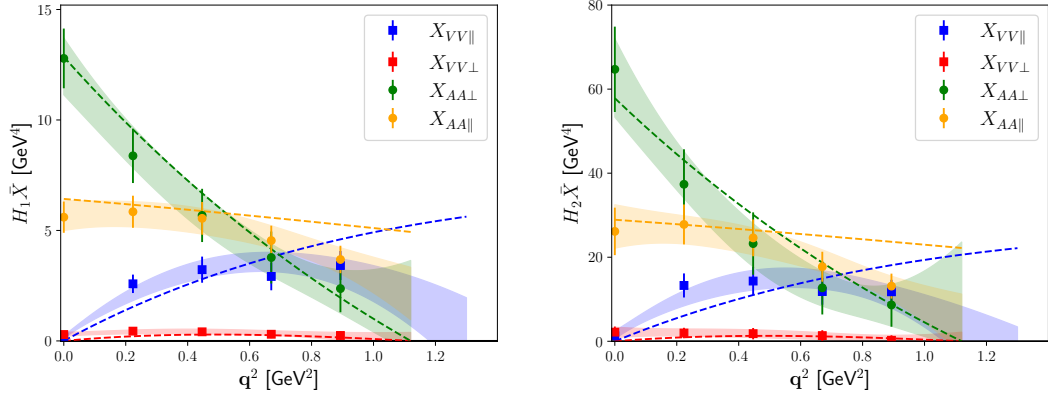 15
10
5
0
0.0 0.2 0.4 0.6 0.8 1.0 1.2
H₁X̄ [GeV⁴]
q² [GeV²]
X_{VV∥}
X_{VV⊥}
X_{AA⊥}
X_{AA∥}
80
60
40
20
0
0.0 0.2 0.4 0.6 0.8 1.0 1.2
H₂X̄ [GeV⁴]
q² [GeV²]
X_{VV∥}
X_{VV⊥}
X_{AA⊥}
X_{AA∥}